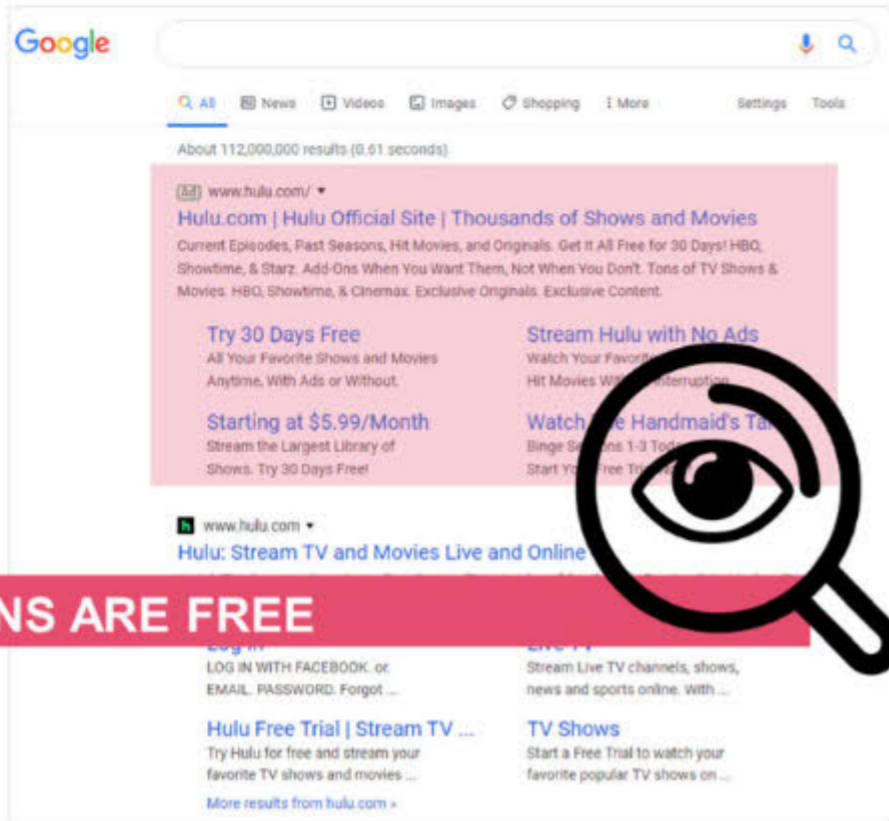 Google
All News Videos Images Shopping More Settings Tools
About 112,000,000 results (0.61 seconds)
Ad www.hulu.com/
Hulu.com | Hulu Official Site | Thousands of Shows and Movies
Current Episodes, Past Seasons, Hit Movies, and Originals. Get It All Free for 30 Days! HBO,
Showtime, & Starz. Add-Ons When You Want Them, Not When You Don't. Tons of TV Shows &
Movies. HBO, Showtime, & Cinemax. Exclusive Originals. Exclusive Content.
Try 30 Days Free
All Your Favorite Shows and Movies
Anytime, With Ads or Without.
Stream Hulu with No Ads
Watch Your
Hit Movies
Starting at $5.99/Month
Stream the Largest Library of
Shows. Try 30 Days Free!
Watch Handmaid's
Binge 1-3
Start Free
h www.hulu.com
Hulu: Stream TV and Movies Live and Online
NS ARE FREE
Log In
LOG IN WITH FACEBOOK. or.
EMAIL. PASSWORD. Forgot ...
Live TV
Stream Live TV channels, shows,
news and sports online. With ...
Hulu Free Trial | Stream TV ...
Try Hulu for free and stream your
favorite TV shows and movies ...
TV Shows
Start a Free Trial to watch your
favorite popular TV shows on ...
More results from hulu.com »